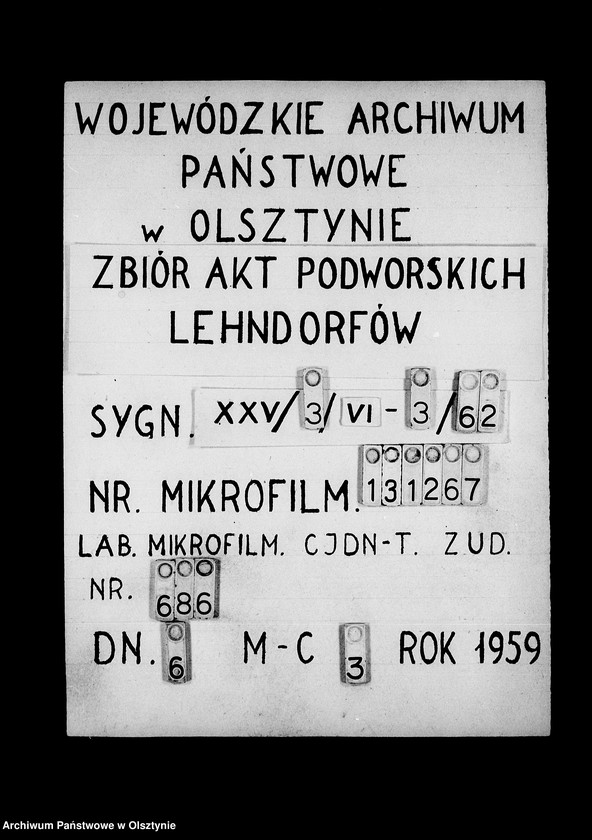 WOJEWÓDZKIE ARCHIWUM
PAŃSTWOWE
w OLSZTYNIE
ZBIÓR AKT PODWORSKICH
LEHNDORFÓW
SYGN. XXV/3/VI-3/62
NR. MIKROFILM. 131267
LAB. MIKROFILM. CJDN-T. ZUD.
NR. 686
DN. 6 M-C 3 ROK 1959
Archiwum Państwowe w Olsztynie